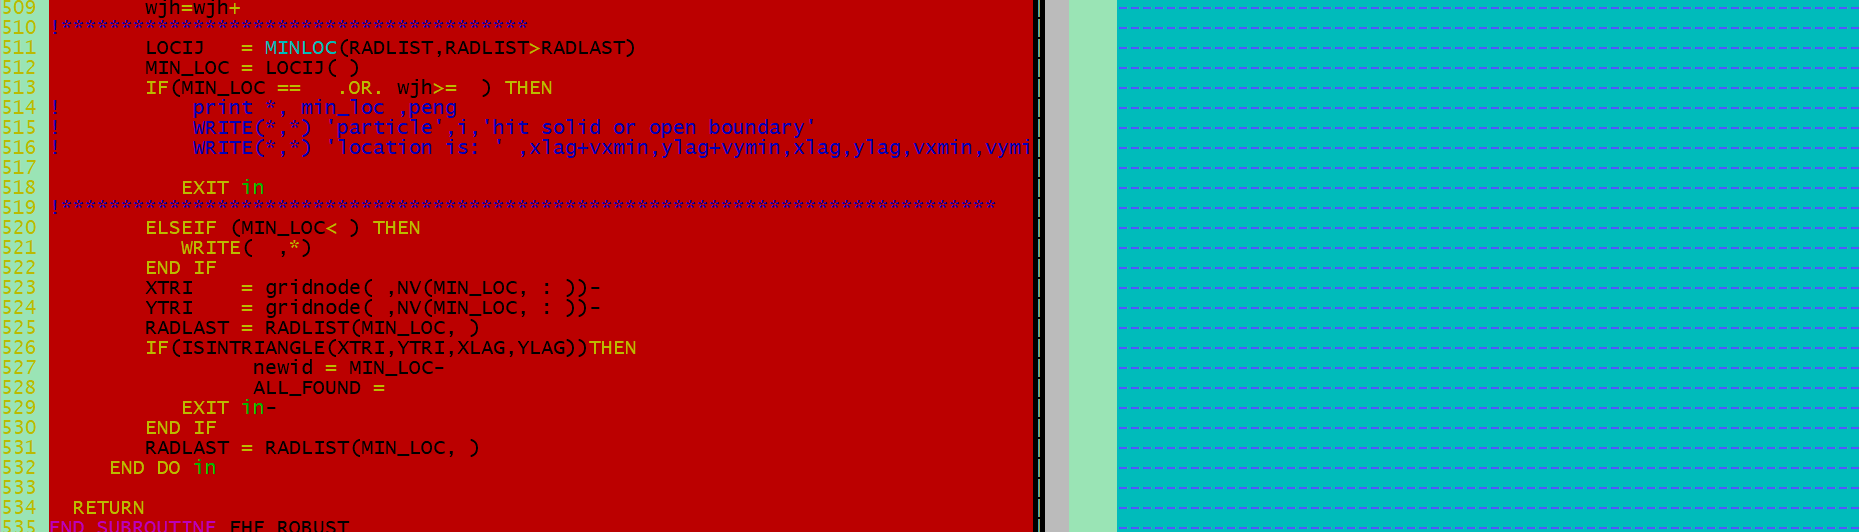 509 wjh=wjh+
510 !***************************************
511 LOCIJ = MINLOC(RADLIST,RADLIST>RADLAST)
512 MIN_LOC = LOCIJ( )
513 IF(MIN_LOC == .OR. wjh>= ) THEN
514 ! print *, min_loc ,peng
515 ! WRITE(*,*) 'particle',i,'hit solid or open boundary'
516 ! WRITE(*,*) 'location is: ' ,xlag+vxmin,ylag+vymin,xlag,ylag,vxmin,vymi
517
518 EXIT in
519 !******************************************************************************
520 ELSEIF (MIN_LOC< ) THEN
521 WRITE( ,*)
522 END IF
523 XTRI = gridnode( ,NV(MIN_LOC, : ))-
524 YTRI = gridnode( ,NV(MIN_LOC, : ))-
525 RADLAST = RADLIST(MIN_LOC, )
526 IF(ISINTRIANGLE(XTRI,YTRI,XLAG,YLAG))THEN
527 newid = MIN_LOC-
528 ALL_FOUND =
529 EXIT in-
530 END IF
531 RADLAST = RADLIST(MIN_LOC, )
532 END DO in
533
534 RETURN
535 END SUBROUTINE FHE_ROBUST